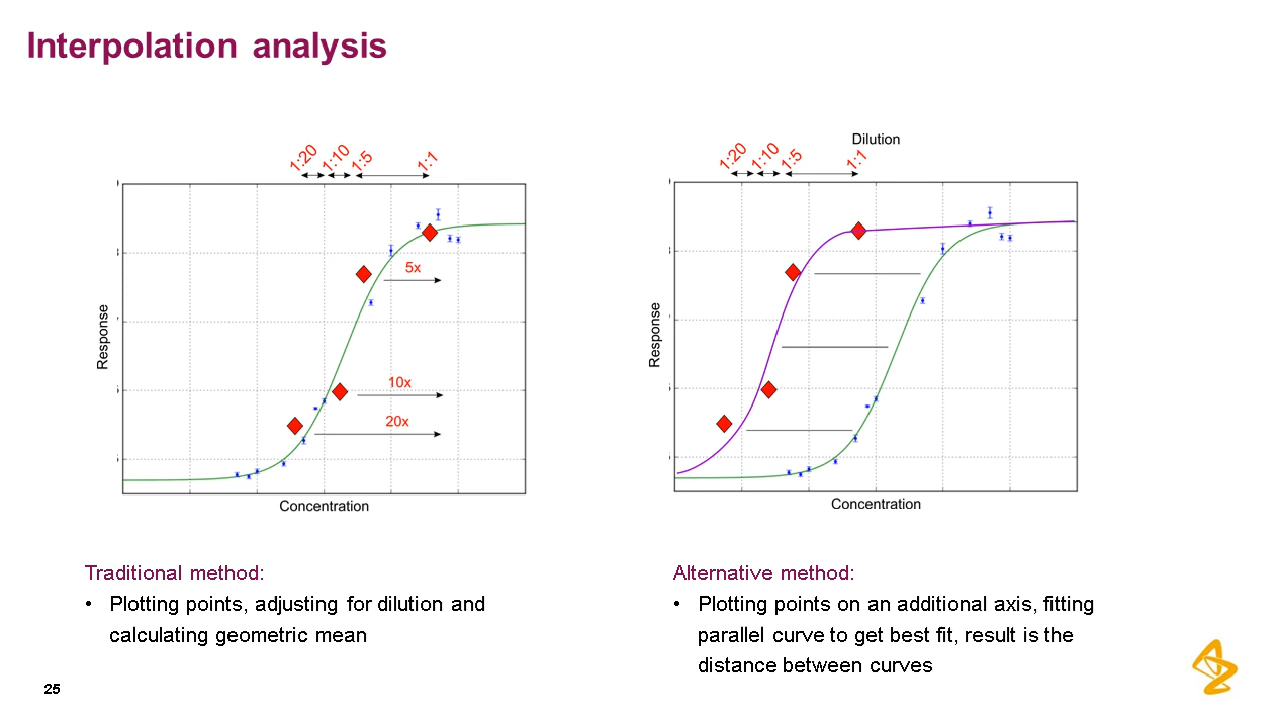 Interpolation analysis
1:20 1:10 1:5 1:1
5x
10x
20x
Response
Concentration
Dilution
1:20 1:10 1:5 1:1
Response
Concentration
Traditional method:
• Plotting points, adjusting for dilution and
calculating geometric mean
Alternative method:
• Plotting points on an additional axis, fitting
parallel curve to get best fit, result is the
distance between curves
25